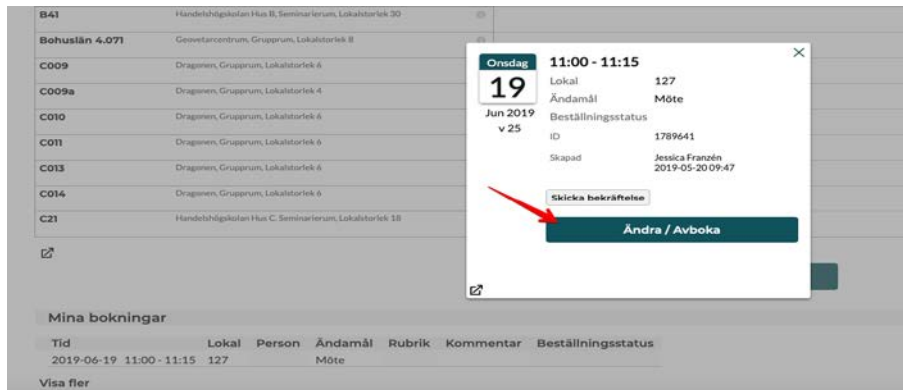 B41 Handelshögskolan Hus B, Seminarierum, Lokalstorlek 30
Bohuslän 4.071 Geovetarcentrum, Grupprum, Lokalstorlek 8
C009 Dragonen, Grupprum, Lokalstorlek 6
C009a Dragonen, Grupprum, Lokalstorlek 4
C010 Dragonen, Grupprum, Lokalstorlek 6
C011 Dragonen, Grupprum, Lokalstorlek 6
C013 Dragonen, Grupprum, Lokalstorlek 6
C014 Dragonen, Grupprum, Lokalstorlek 6
C21 Handelshögskolan Hus C, Seminarierum, Lokalstorlek 18
Onsdag
19
Jun 2019
v 25
11:00 - 11:15
Lokal 127
Ändamål Möte
Beställningsstatus
ID 1789641
Skapad Jessica Franzén
2019-05-20 09:47
Skicka bekräftelse
Ändra / Avboka
Mina bokningar
Tid Lokal Person Ändamål Rubrik Kommentar Beställningsstatus
2019-06-19 11:00 - 11:15 127 Möte
Visa fler